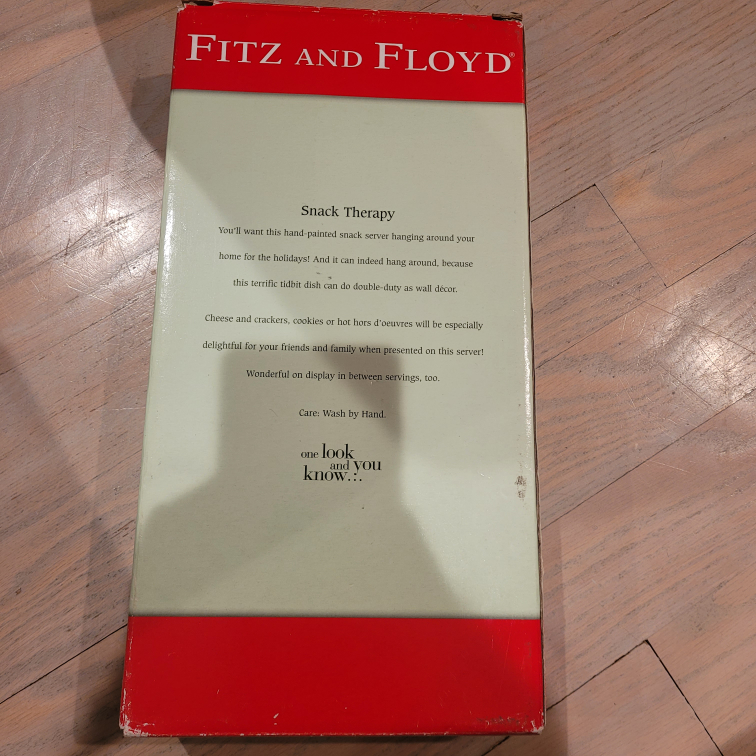 FITZ AND FLOYD®
Snack Therapy
You'll want this hand-painted snack server hanging around your
home for the holidays! And it can indeed hang around, because
this terrific tidbit dish can do double-duty as wall décor.
Cheese and crackers, cookies or hot hors d'oeuvres will be especially
delightful for your friends and family when presented on this server!
Wonderful on display in between servings, too.
Care: Wash by Hand.
one look
and you
know...